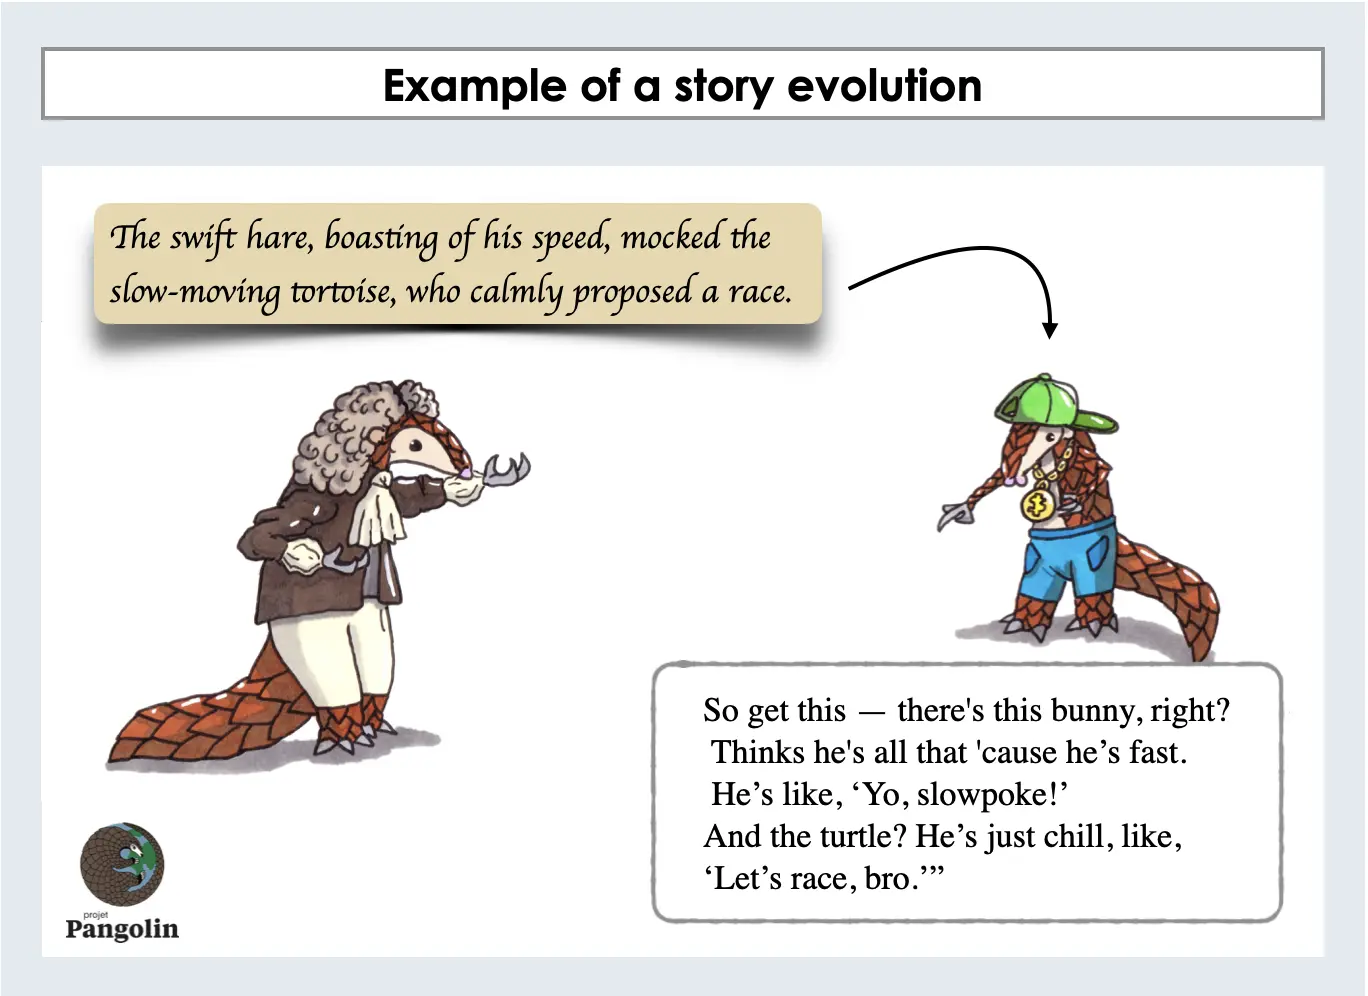 Example of a story evolution
The swift hare, boasting of his speed, mocked the
slow-moving tortoise, who calmly proposed a race.
So get this — there's this bunny, right?
Thinks he's all that 'cause he’s fast.
He’s like, ‘Yo, slowpoke!’
And the turtle? He’s just chill, like,
‘Let’s race, bro.’”
projet
Pangolin